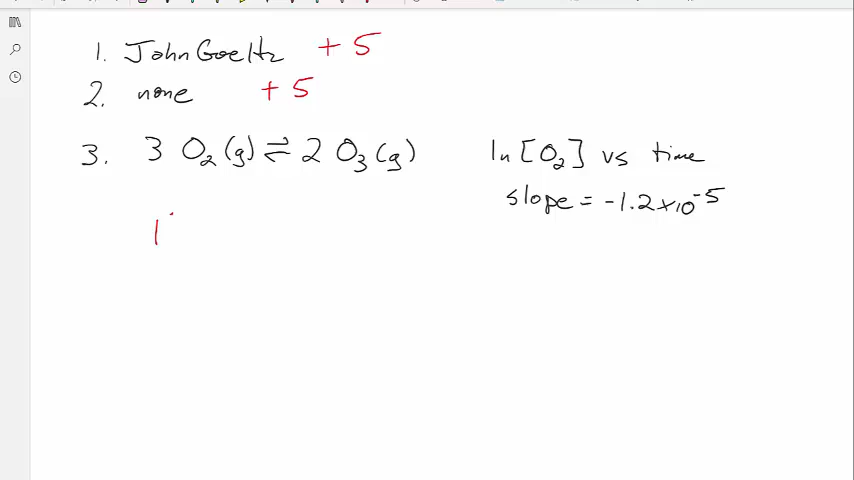 1. John Goeltz +5
2. none +5
3. 3 O₂(g) ⇌ 2 O₃(g) ln[O₂] vs time
slope = -1.2×10⁻⁵